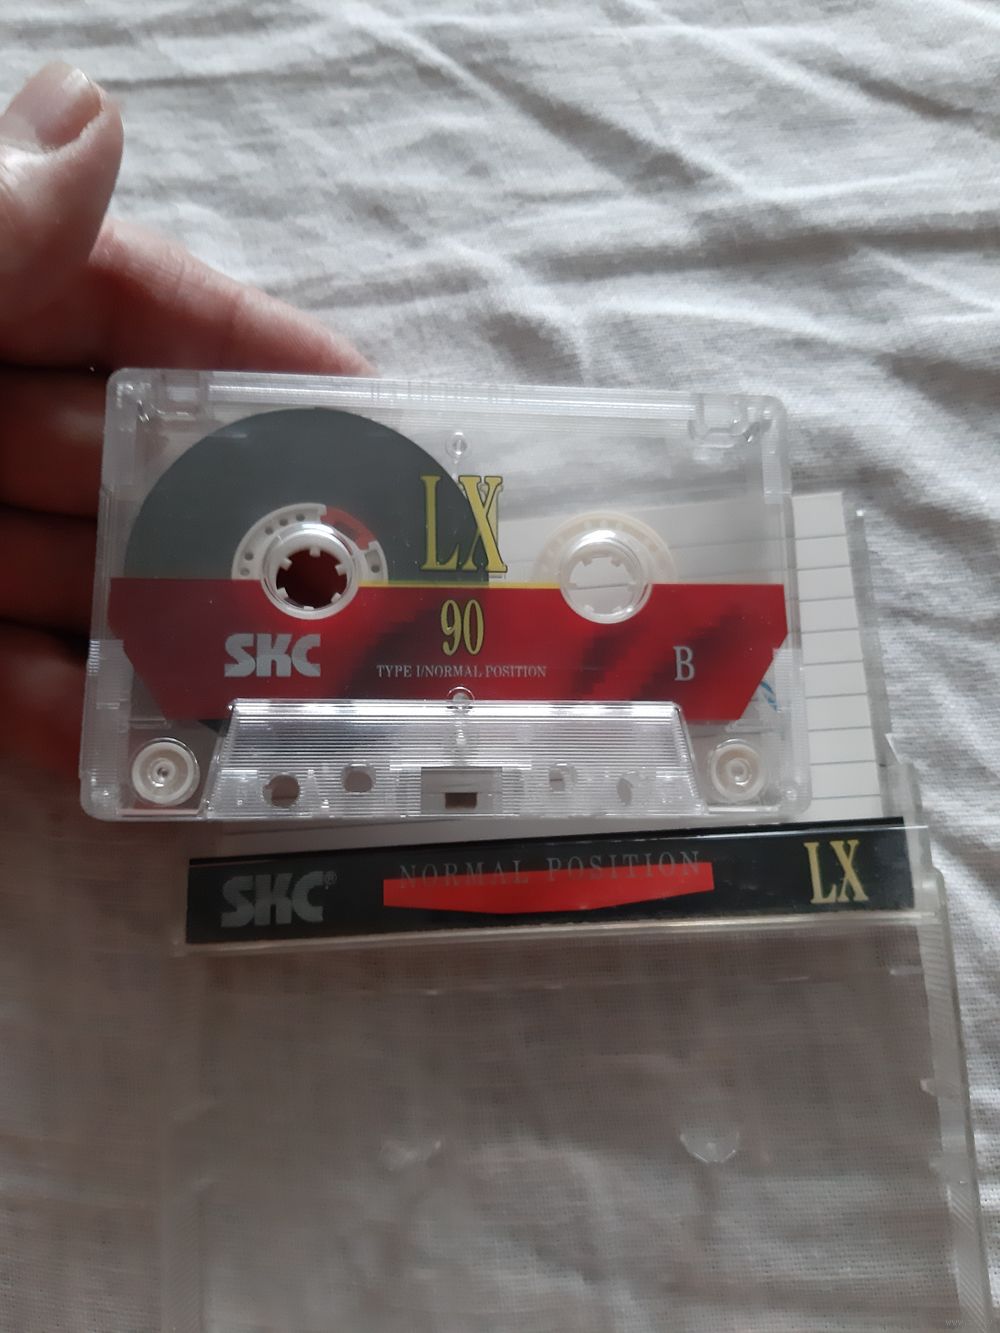 LX
90
SKC
TYPE I/NORMAL POSITION
B
SKC®
NORMAL POSITION
LX